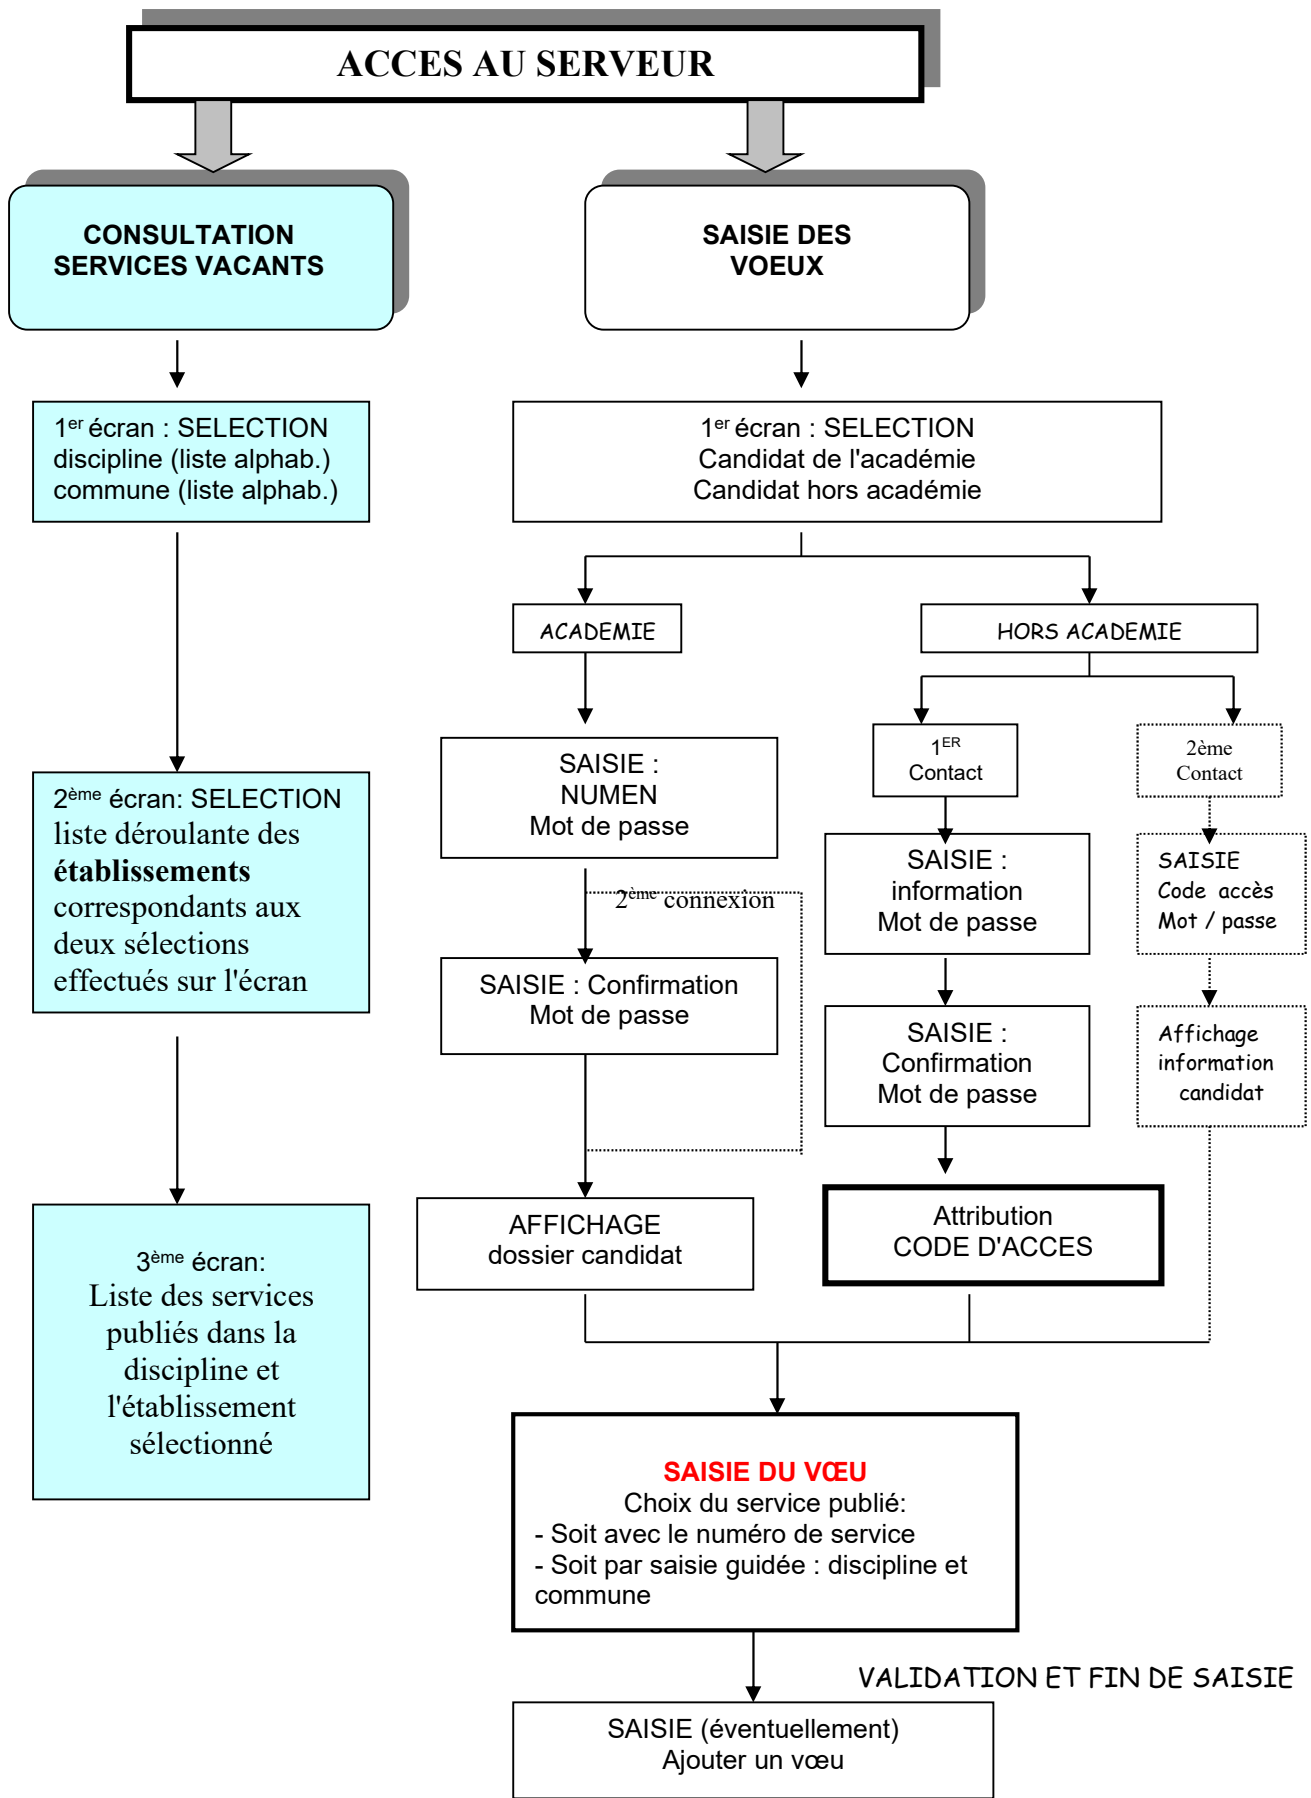 ACCES AU SERVEUR
CONSULTATION
SERVICES VACANTS
SAISIE DES
VOEUX
1er écran : SELECTION
discipline (liste alphab.)
commune (liste alphab.)
1er écran : SELECTION
Candidat de l'académie
Candidat hors académie
ACADEMIE
HORS ACADEMIE
2ème écran: SELECTION
liste déroulante des
établissements
correspondants aux
deux sélections
effectués sur l'écran
SAISIE :
NUMEN
Mot de passe
1ER
Contact
2ème
Contact
2ème connexion
SAISIE :
information
Mot de passe
SAISIE
Code accès
Mot / passe
SAISIE : Confirmation
Mot de passe
SAISIE :
Confirmation
Mot de passe
Affichage
information
candidat
3ème écran:
Liste des services
publiés dans la
discipline et
l'établissement
sélectionné
AFFICHAGE
dossier candidat
Attribution
CODE D'ACCES
SAISIE DU VŒU
Choix du service publié:
- Soit avec le numéro de service
- Soit par saisie guidée : discipline et
commune
VALIDATION ET FIN DE SAISIE
SAISIE (éventuellement)
Ajouter un vœu